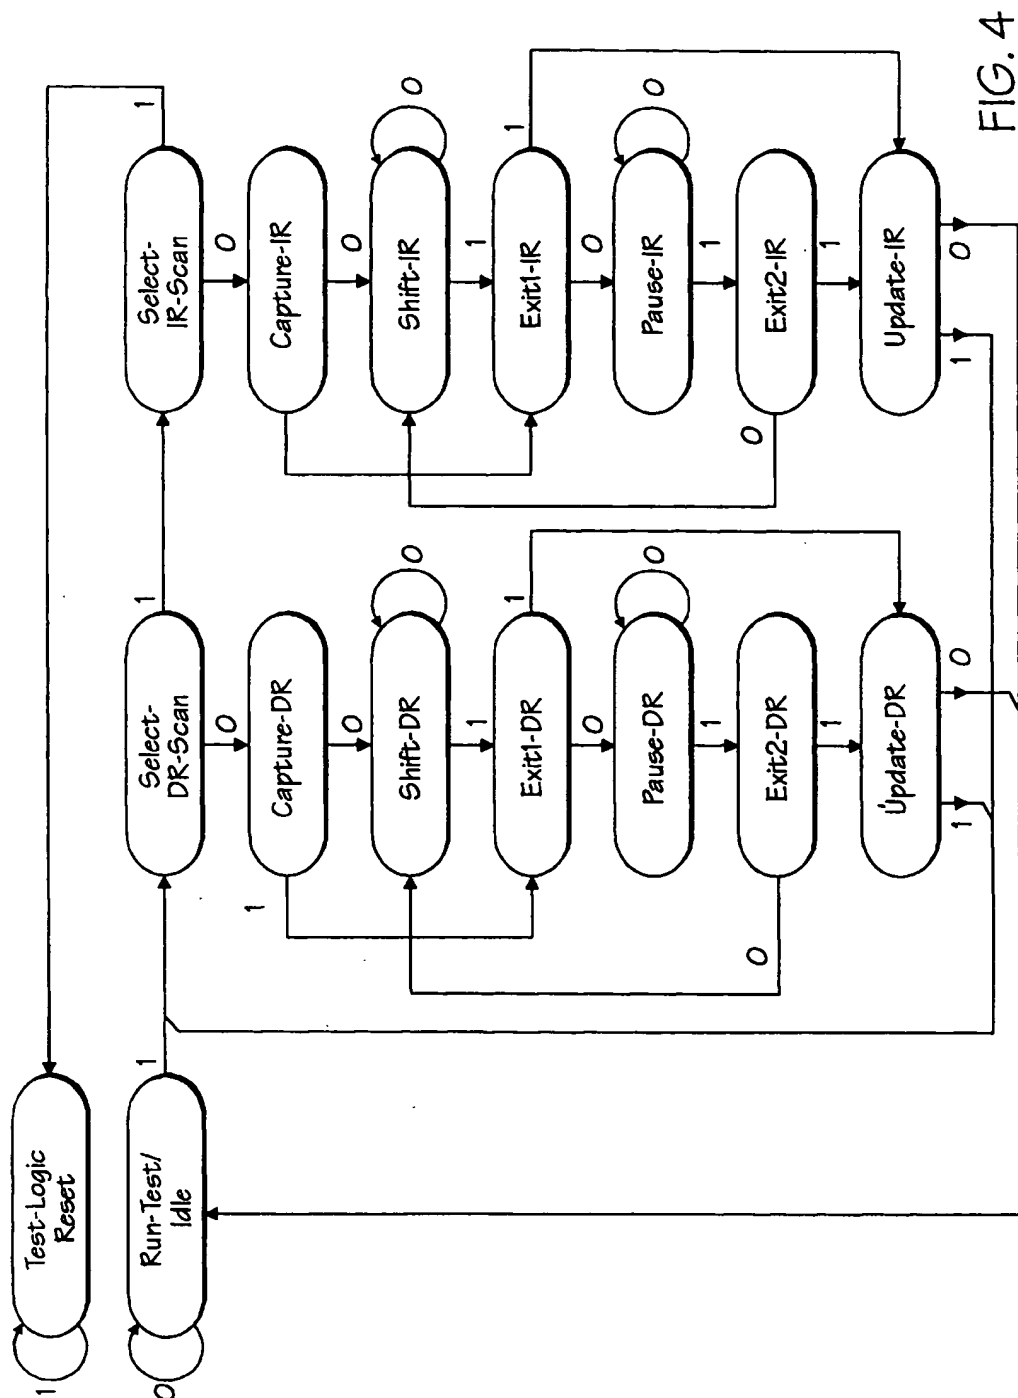 Test-Logic
Reset
1
Run-Test/
Idle
0
1
Select-
DR-Scan
1
0
Capture-DR
1
0
Shift-DR
0
1
Exit1-DR
1
0
Pause-DR
0
1
Exit2-DR
0
1
Update-DR
1
0
Select-
IR-Scan
1
0
Capture-IR
0
Shift-IR
0
1
Exit1-IR
1
0
Pause-IR
0
1
Exit2-IR
0
1
Update-IR
1
0
FIG. 4